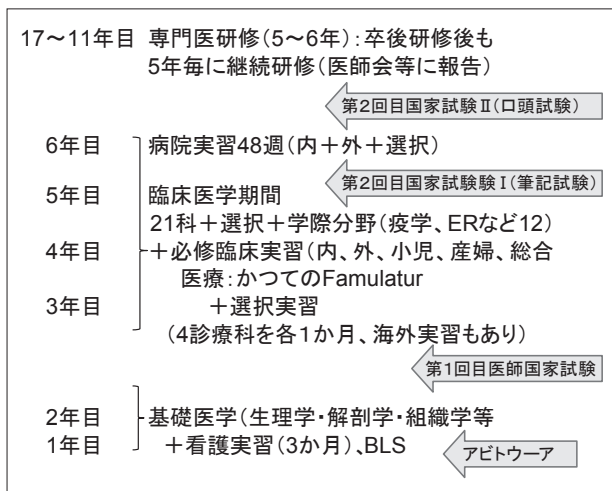 17～11年目 専門医研修（5～6年）：卒後研修後も
5年毎に継続研修（医師会等に報告）
第2回目国家試験Ⅱ（口頭試験）
6年目 病院実習48週（内＋外＋選択）
第2回目国家試験験Ⅰ（筆記試験）
5年目 臨床医学期間
21科＋選択＋学際分野（疫学、ERなど12）
4年目 ＋必修臨床実習（内、外、小児、産婦、総合
医療：かつてのFamulatur
3年目 ＋選択実習
（4診療科を各1か月、海外実習もあり）
第1回目医師国家試験
2年目 基礎医学（生理学・解剖学・組織学等
1年目 ＋看護実習（3か月）、BLS
アビトウーア